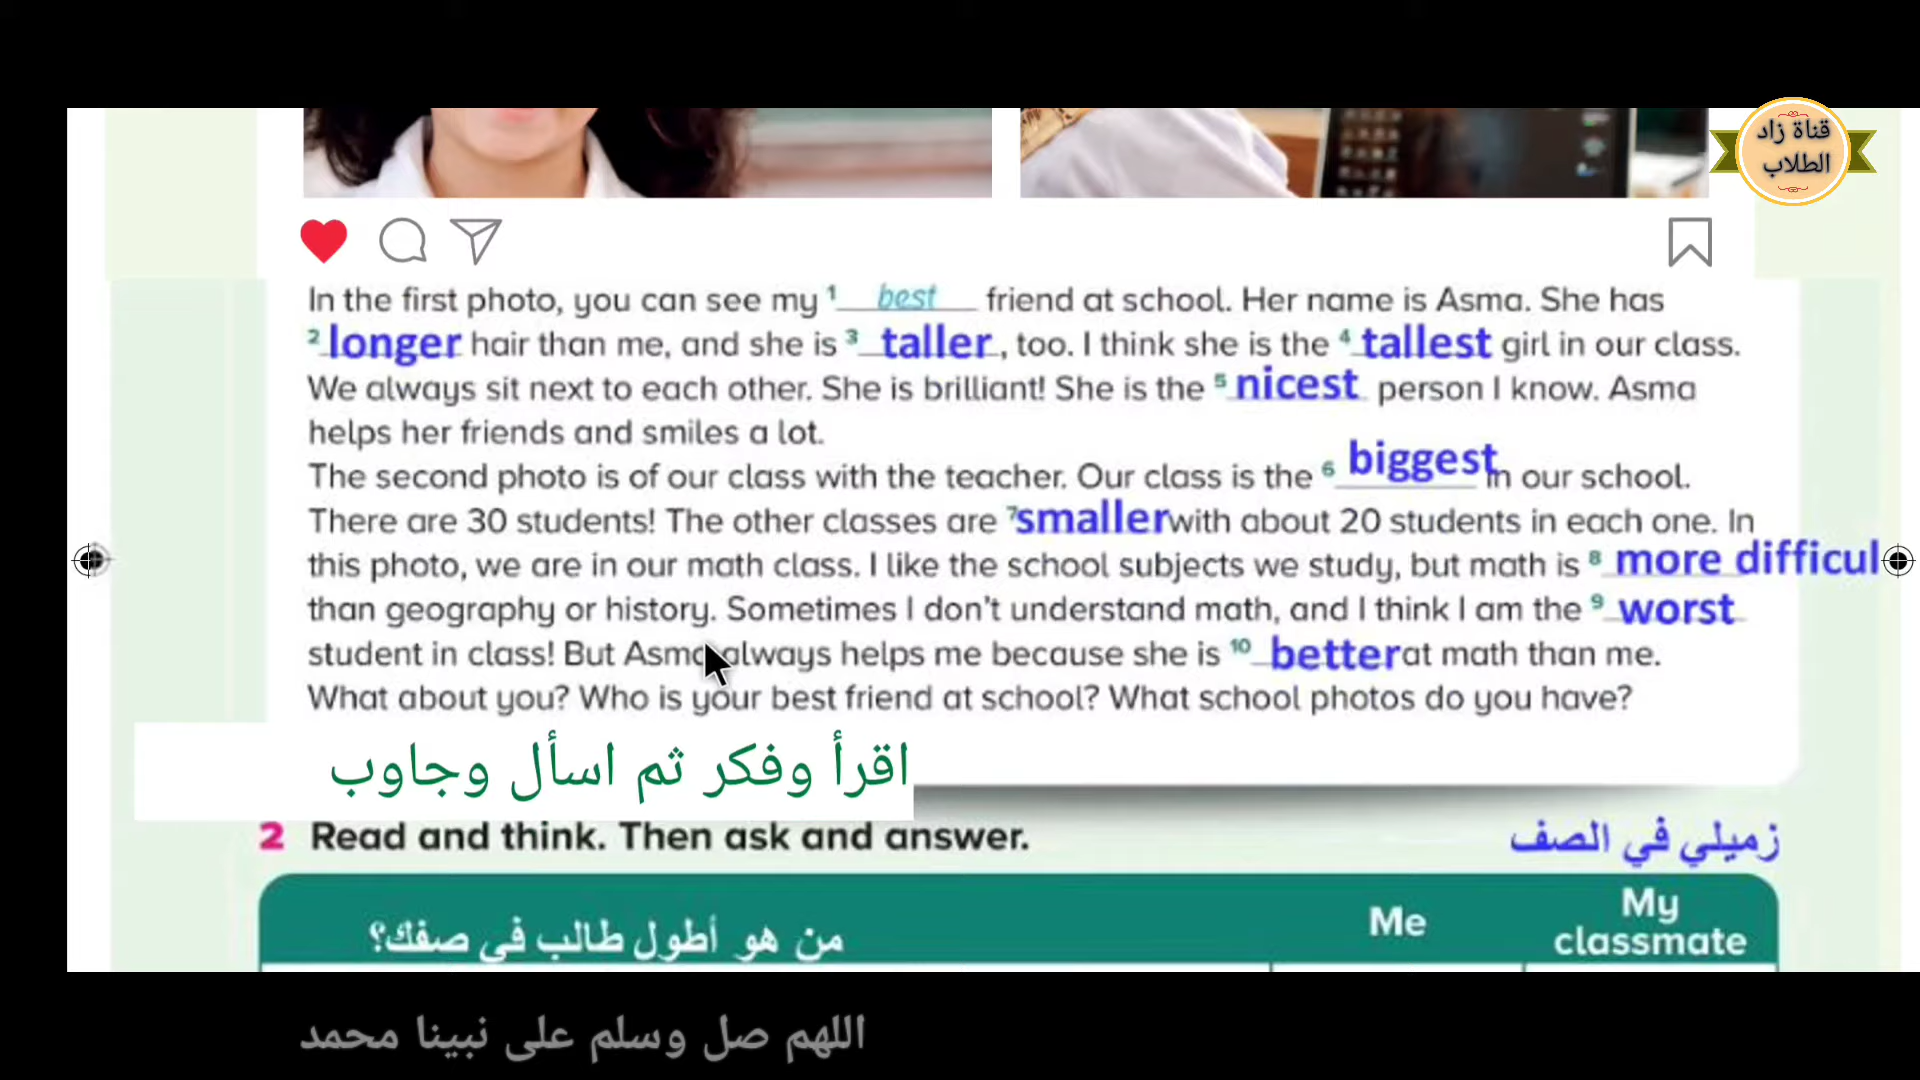 قناة زاد
الطلاب
In the first photo, you can see my 1 best friend at school. Her name is Asma. She has
2 longer hair than me, and she is 3 taller, too. I think she is the 4 tallest girl in our class.
We always sit next to each other. She is brilliant! She is the 5 nicest person I know. Asma
helps her friends and smiles a lot.
The second photo is of our class with the teacher. Our class is the 6 biggest in our school.
There are 30 students! The other classes are 7 smaller with about 20 students in each one. In
this photo, we are in our math class. I like the school subjects we study, but math is 8 more difficul
than geography or history. Sometimes I don't understand math, and I think I am the 9 worst
student in class! But Asma always helps me because she is 10 better at math than me.
What about you? Who is your best friend at school? What school photos do you have?
اقرأ وفكر ثم اسأل وجاوب
2 Read and think. Then ask and answer.
زميلي في الصف
من هو أطول طالب في صفك؟
Me
My
classmate
اللهم صل وسلم على نبينا محمد